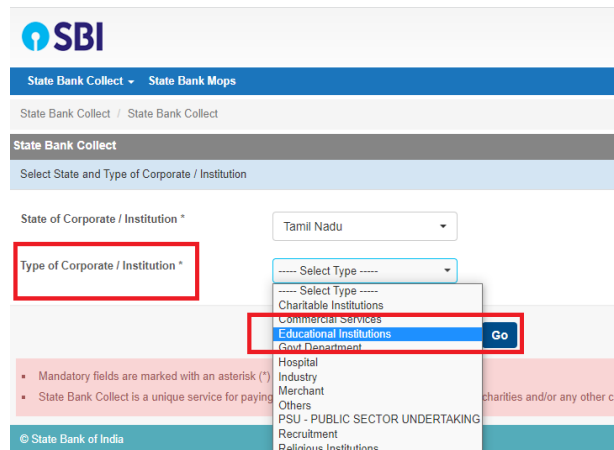 SBI
State Bank Collect State Bank Mops
State Bank Collect / State Bank Collect
State Bank Collect
Select State and Type of Corporate / Institution
State of Corporate / Institution *
Tamil Nadu
Type of Corporate / Institution *
----- Select Type -----
----- Select Type -----
Charitable Institutions
Commercial Services
Educational Institutions
Go
Govt Department
Hospital
Industry
Merchant
Others
PSU - PUBLIC SECTOR UNDERTAKING
Recruitment
Religious Institutions
Mandatory fields are marked with an asterisk (*)
State Bank Collect is a unique service for paying charities and/or any other c
© State Bank of India